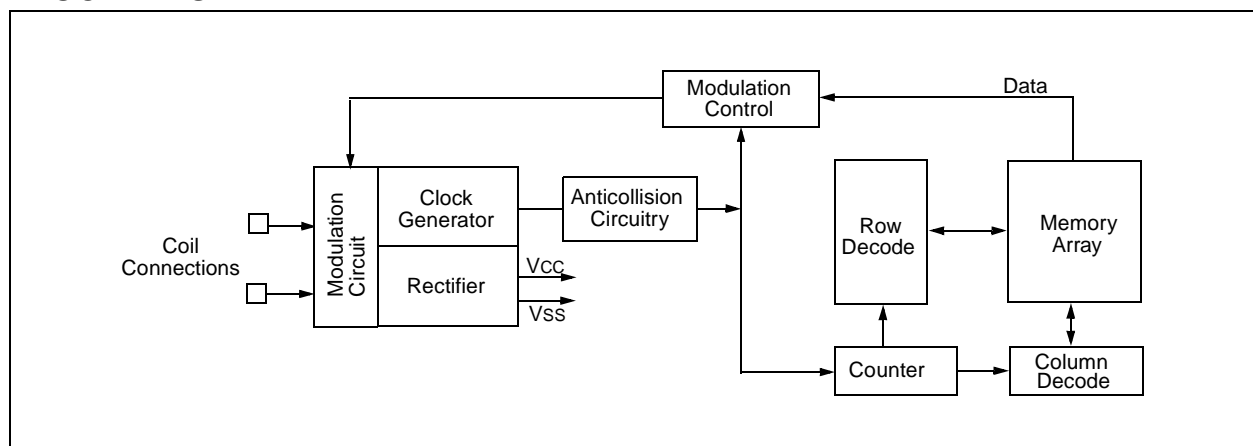 Modulation
Control
Data
Modulation
Circuit
Clock
Generator
Anticollision
Circuitry
Row
Decode
Memory
Array
Coil
Connections
Rectifier
VCC
VSS
Counter
Column
Decode